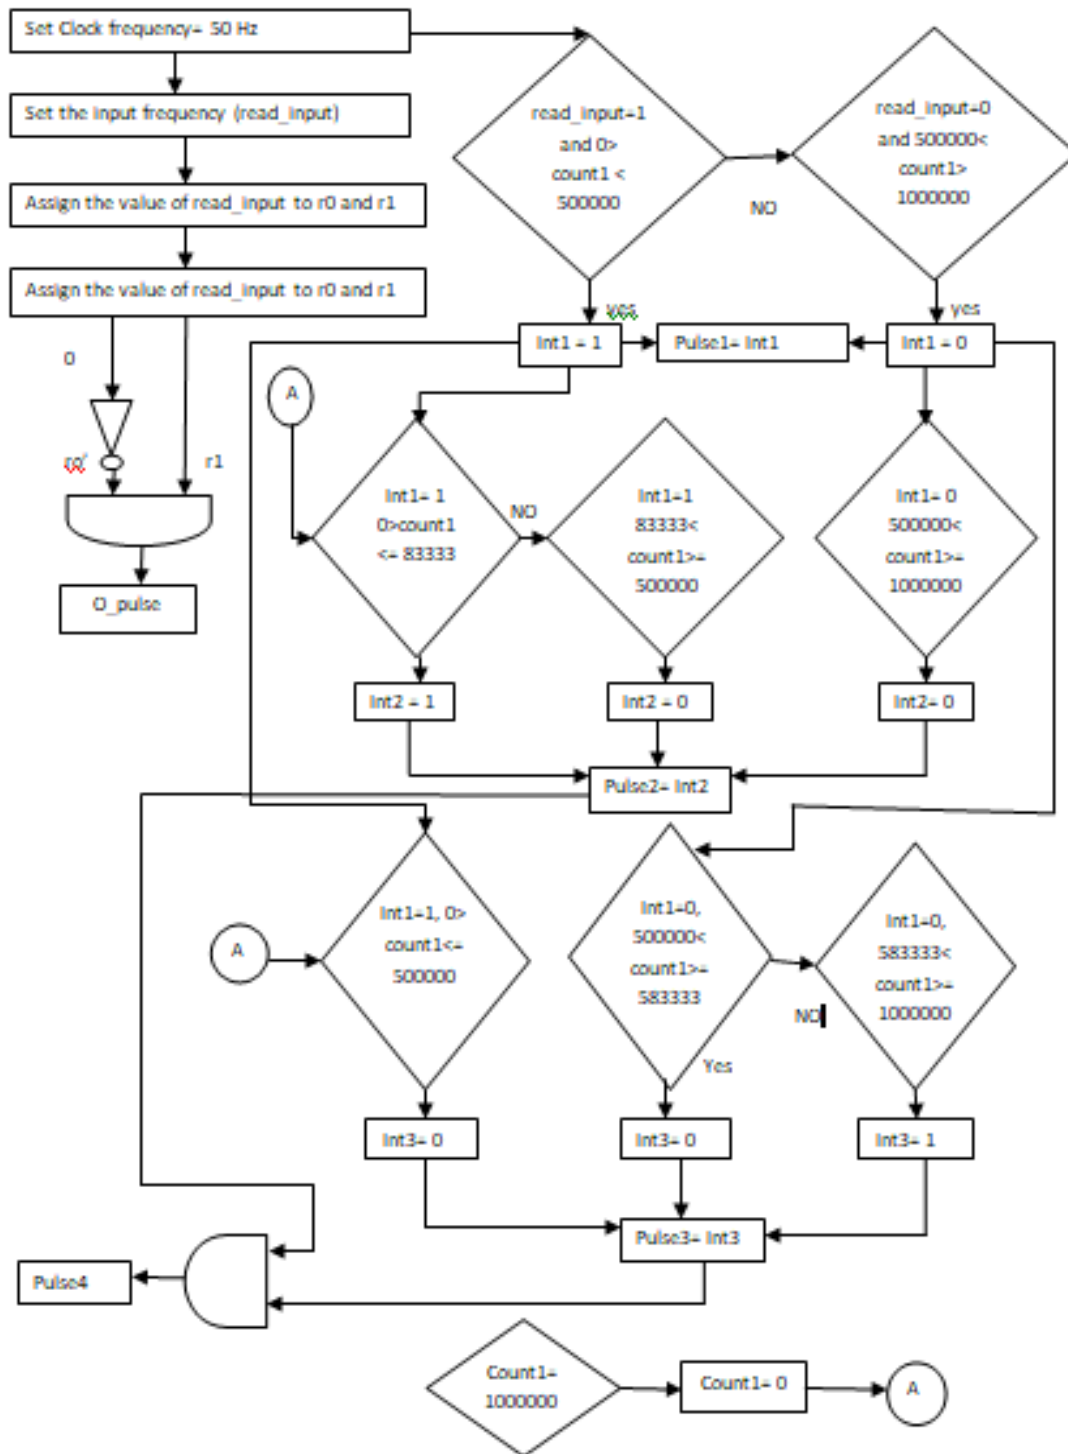 Set Clock frequency= 50 Hz
Set the input frequency (read_input)
Assign the value of read_input to r0 and r1
Assign the value of read_input to r0 and r1
0
ro'
r1
O_pulse
read_input=1
and 0>
count1 <
500000
NO
read_input=0
and 500000<
count1>
1000000
yes
yes
Int1 = 1
Pulse1= Int1
Int1 = 0
A
Int1= 1
0>count1
<= 83333
NO
Int1=1
83333<
count1>=
500000
Int1= 0
500000<
count1>=
1000000
Int2 = 1
Int2 = 0
Int2= 0
Pulse2= Int2
A
Int1=1, 0>
count1<=
500000
Int1=0,
500000<
count1>=
583333
NO
Int1=0,
583333<
count1>=
1000000
Yes
Int3= 0
Int3= 0
Int3= 1
Pulse3= Int3
Pulse4
Count1=
1000000
Count1= 0
A